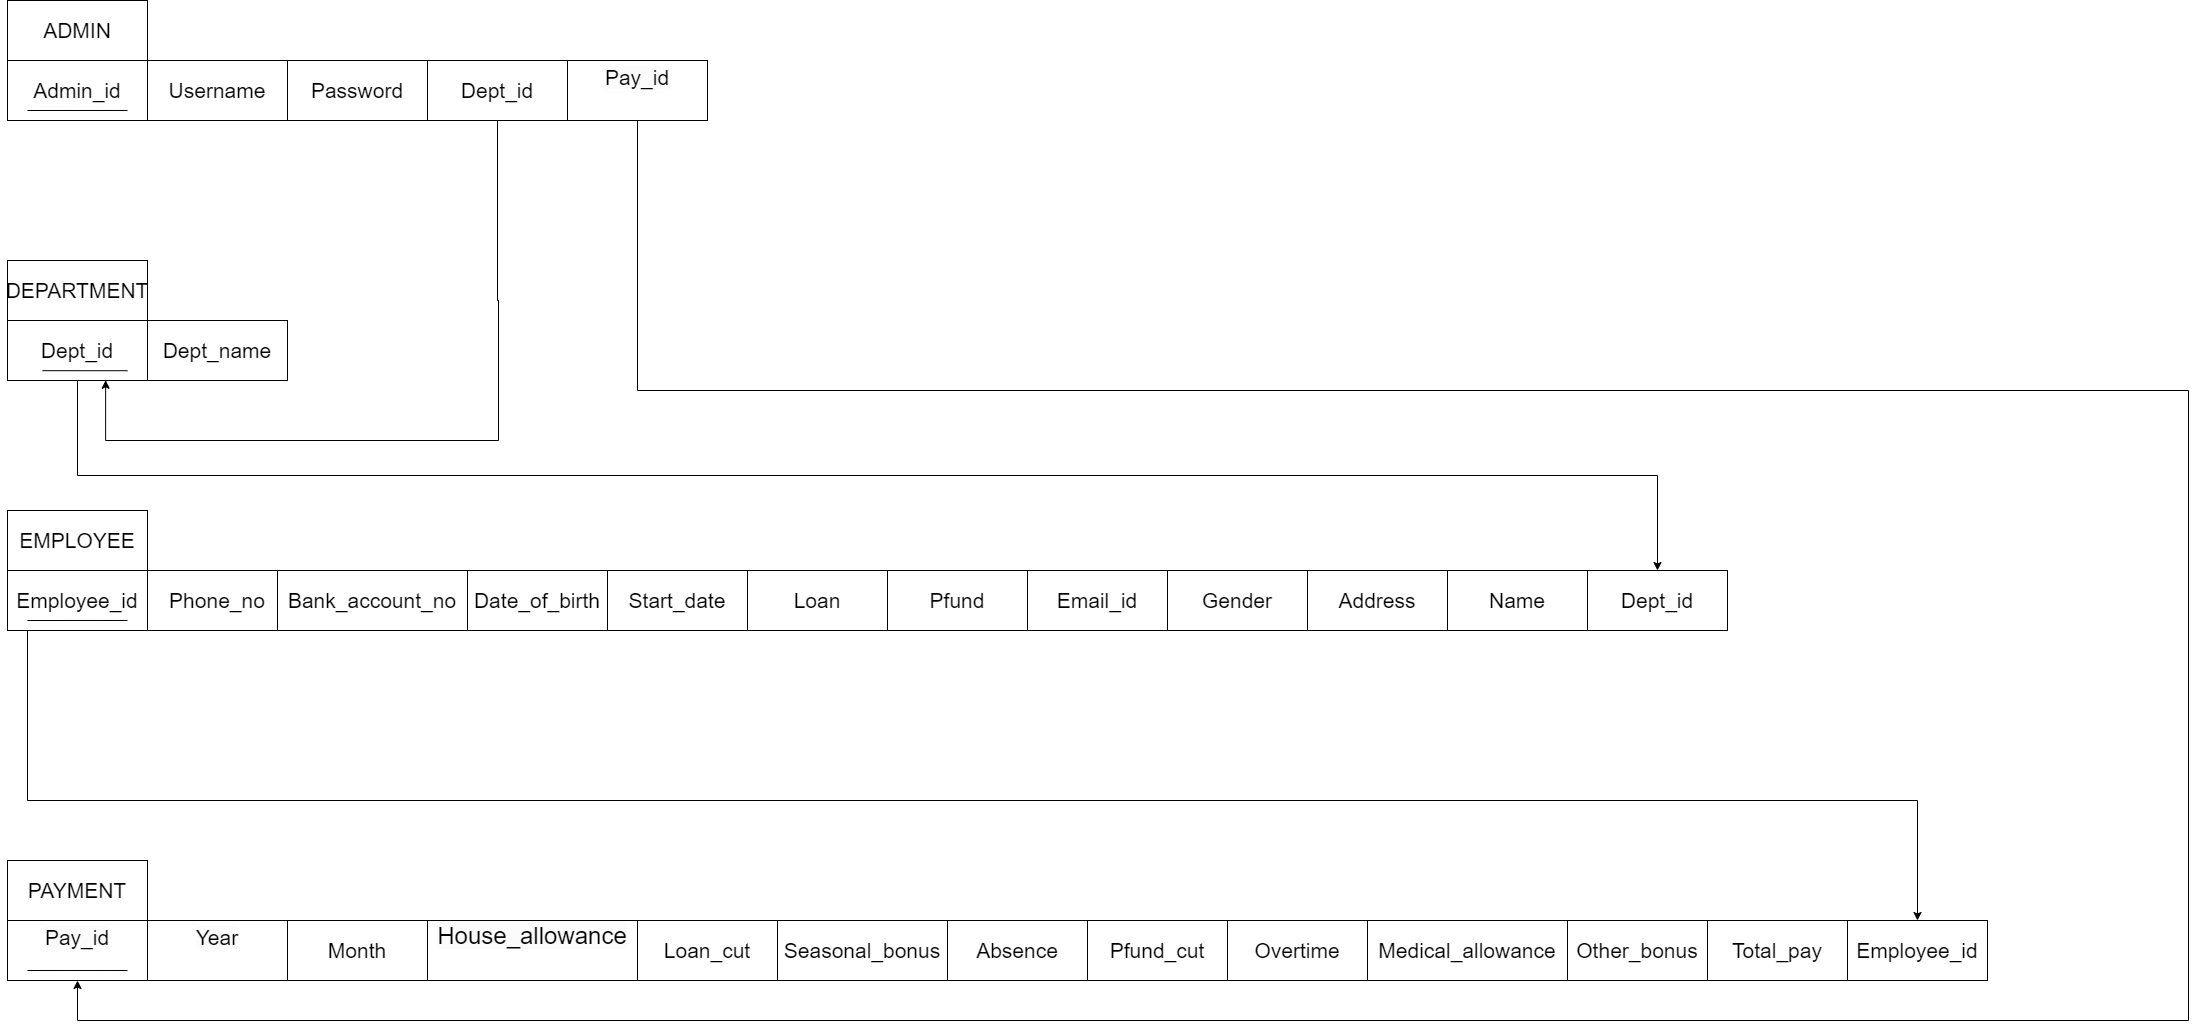 ADMIN
Admin_id Username Password Dept_id Pay_id
DEPARTMENT
Dept_id Dept_name
EMPLOYEE
Employee_id Phone_no Bank_account_no Date_of_birth Start_date Loan Pfund Email_id Gender Address Name Dept_id
PAYMENT
Pay_id Year Month House_allowance Loan_cut Seasonal_bonus Absence Pfund_cut Overtime Medical_allowance Other_bonus Total_pay Employee_id